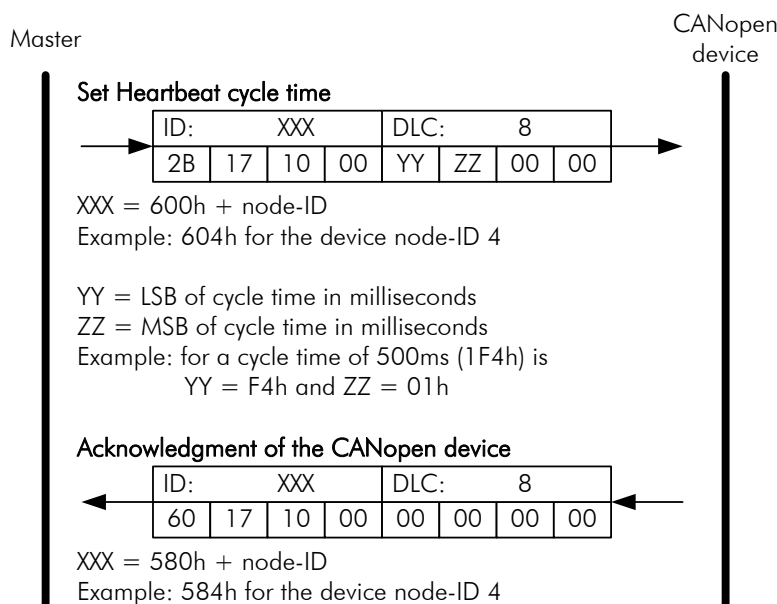 Master
CANopen
device
Set Heartbeat cycle time
ID: XXX DLC: 8
2B 17 10 00 YY ZZ 00 00
XXX = 600h + node-ID
Example: 604h for the device node-ID 4
YY = LSB of cycle time in milliseconds
ZZ = MSB of cycle time in milliseconds
Example: for a cycle time of 500ms (1F4h) is
YY = F4h and ZZ = 01h
Acknowledgment of the CANopen device
ID: XXX DLC: 8
60 17 10 00 00 00 00 00
XXX = 580h + node-ID
Example: 584h for the device node-ID 4